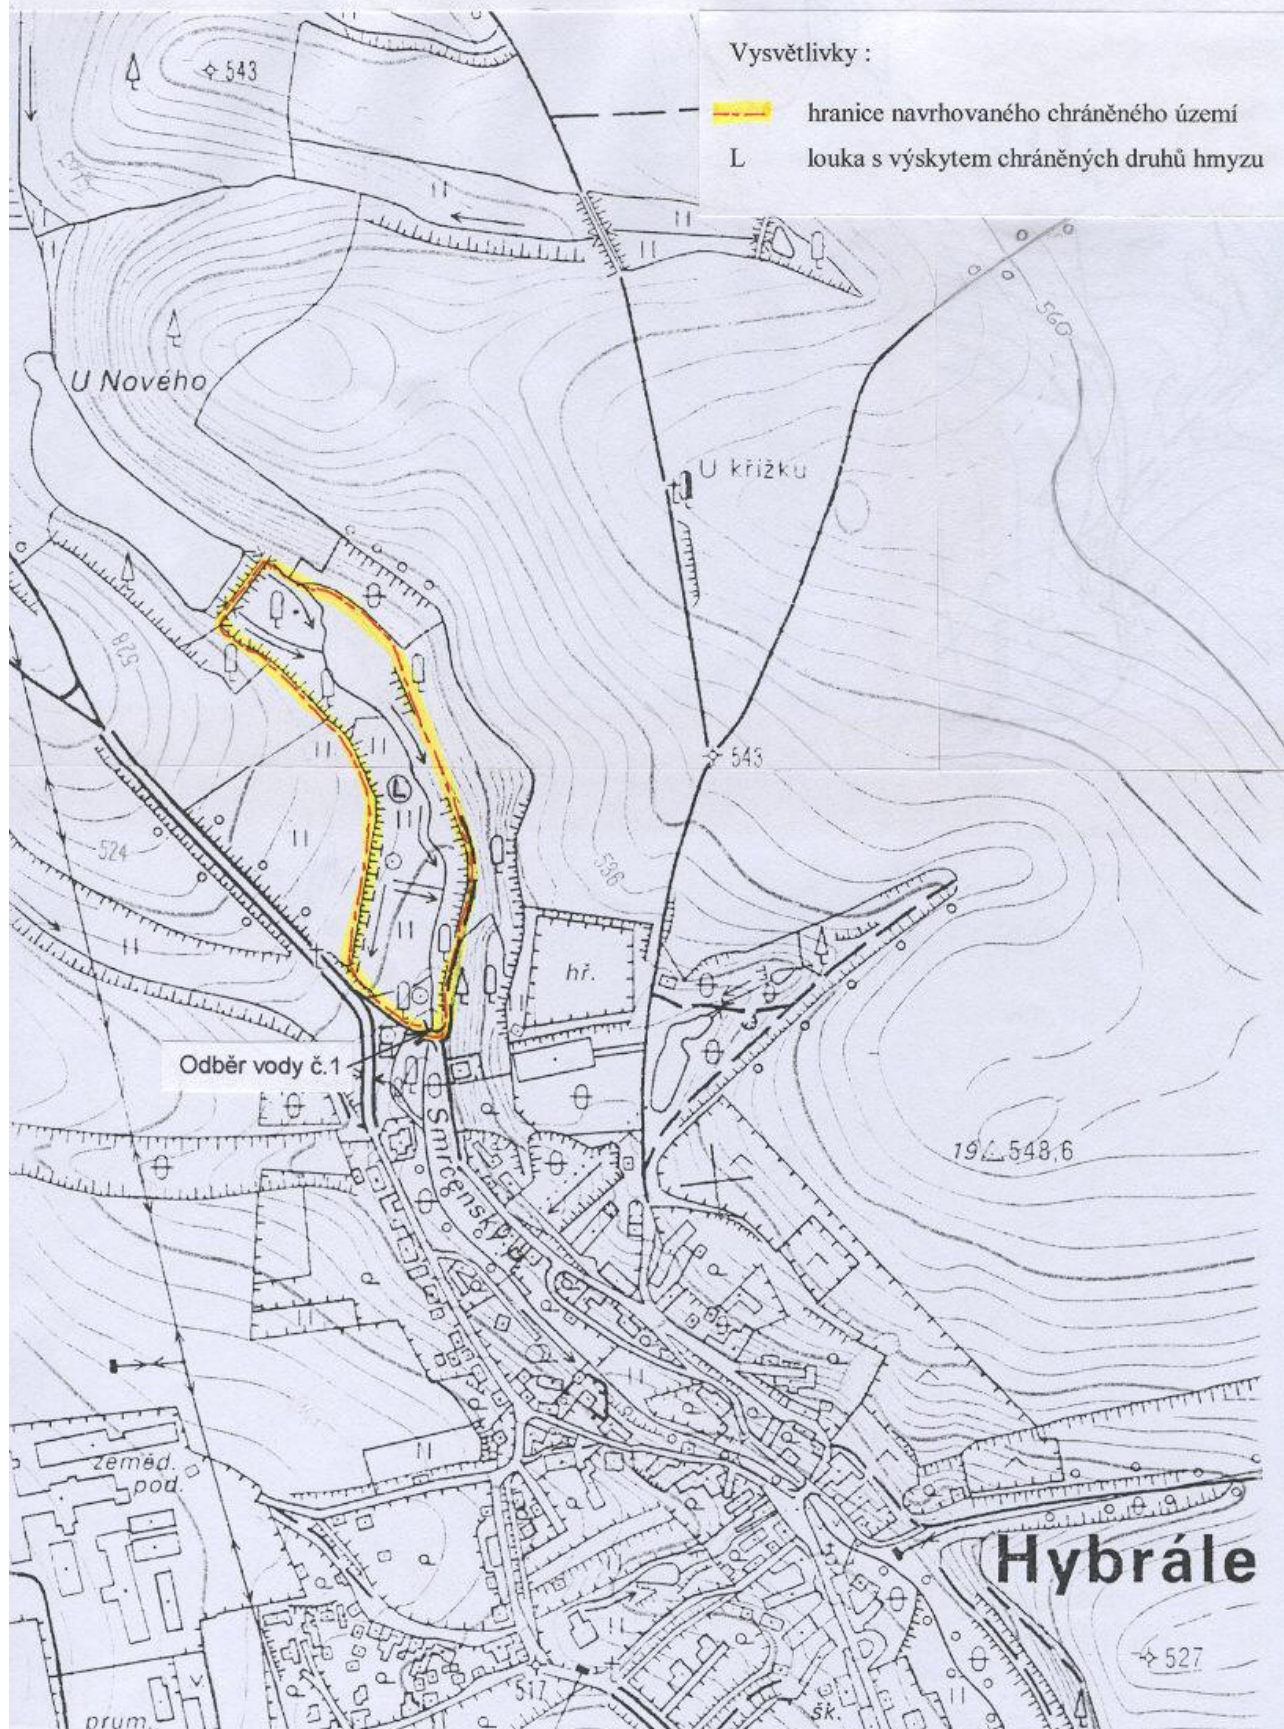 Vysvětlivky :
hranice navrhovaného chráněného území
L louka s výskytem chráněných druhů hmyzu
543
560
U Nového
U křížku
528
543
L
524
536
hř.
Odběr vody č.1
Smrčenský
19 548,6
zeměd.
pod.
Hybrále
527
517
šk.
prům.